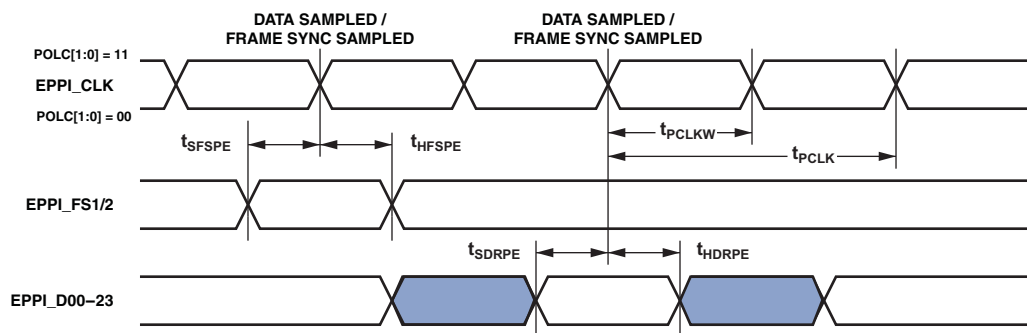 DATA SAMPLED /
FRAME SYNC SAMPLED
DATA SAMPLED /
FRAME SYNC SAMPLED
POLC[1:0] = 11
EPPI_CLK
POLC[1:0] = 00
tSFSPE
tHFSPE
tPCLKW
tPCLK
EPPI_FS1/2
tSDRPE
tHDRPE
EPPI_D00–23